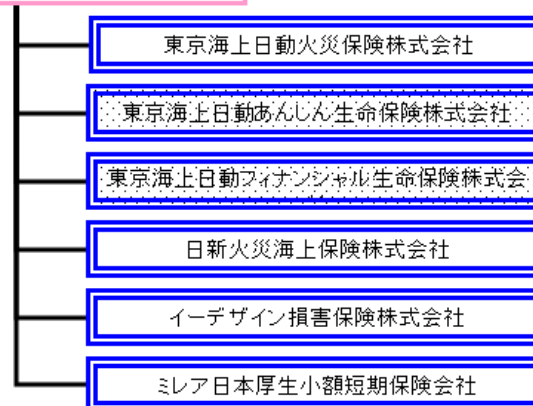 東京海上日動火災保険株式会社
東京海上日動あんしん生命保険株式会社
東京海上日動フィナンシャル生命保険株式会
日新火災海上保険株式会社
イーデザイン損害保険株式会社
ミレア日本厚生小額短期保険会社